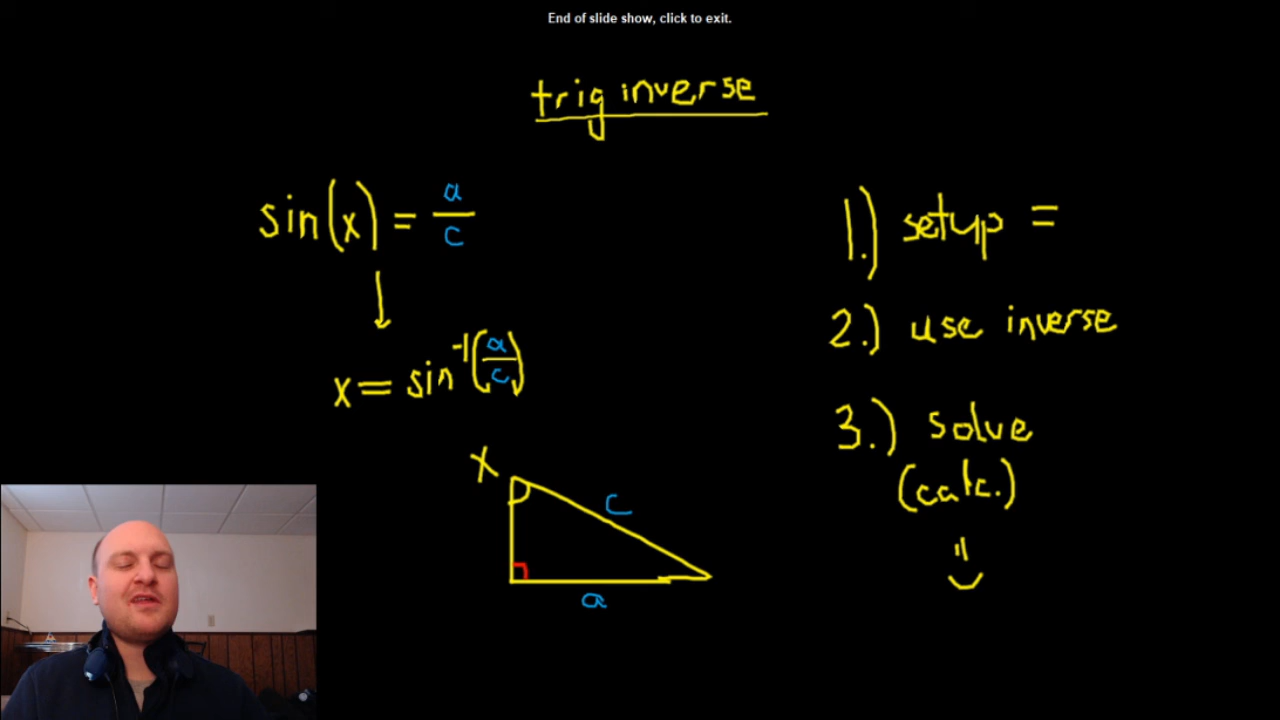 End of slide show, click to exit.
trig inverse
sin(x) = a/c
x = sin⁻¹(a/c)
x
c
a
1.) setup =
2.) use inverse
3.) solve
(calc.)